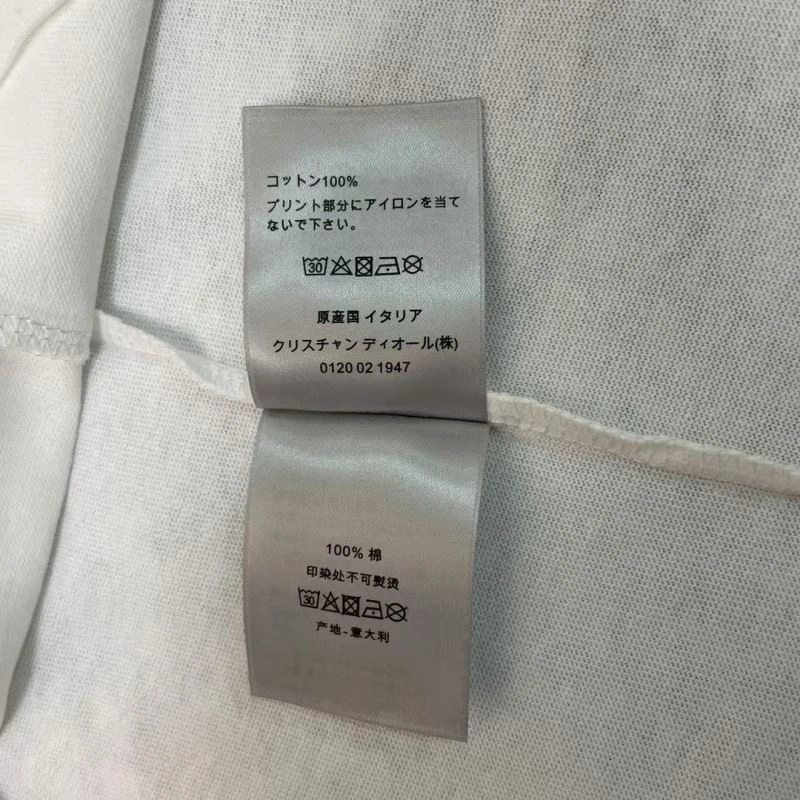 コットン100%
プリント部分にアイロンを当て
ないで下さい。
30
原産国 イタリア
クリスチャン ディオール(株)
0120 02 1947
100% 棉
印染处不可熨烫
30
产地-意大利